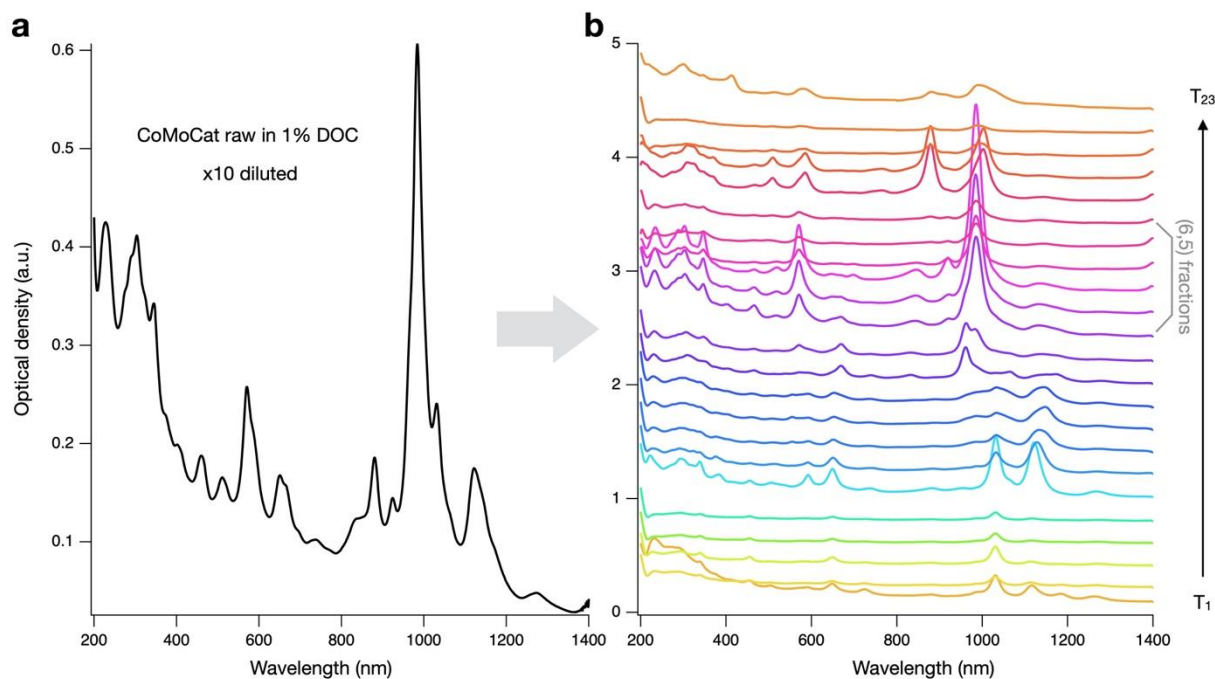 a
0.6
0.5
0.4
0.3
0.2
0.1
Optical density (a.u.)
CoMoCat raw in 1% DOC
x10 diluted
200
400
600
800
1000
1200
1400
Wavelength (nm)
b
5
4
3
2
1
0
200
400
600
800
1000
1200
1400
Wavelength (nm)
T23
(6,5) fractions
T1